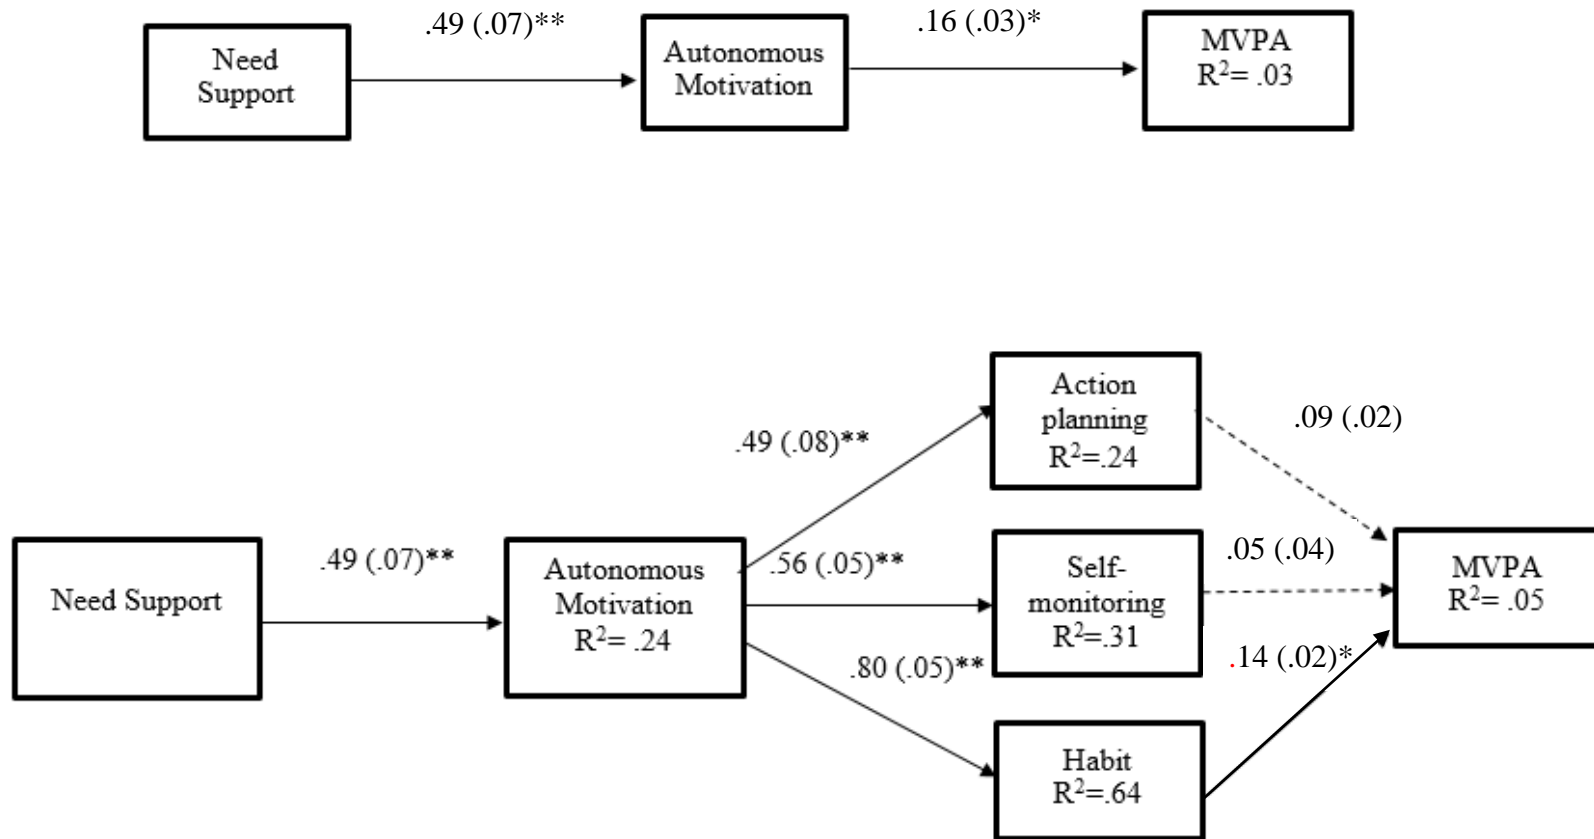 .49 (.07)**
.16 (.03)*
Need
Support
Autonomous
Motivation
MVPA
R²= .03
Action
planning
R²=.24
.49 (.08)**
.09 (.02)
Need Support
.49 (.07)**
Autonomous
Motivation
R²= .24
.56 (.05)**
Self-
monitoring
R²=.31
.05 (.04)
MVPA
R²= .05
.80 (.05)**
.14 (.02)*
Habit
R²=.64